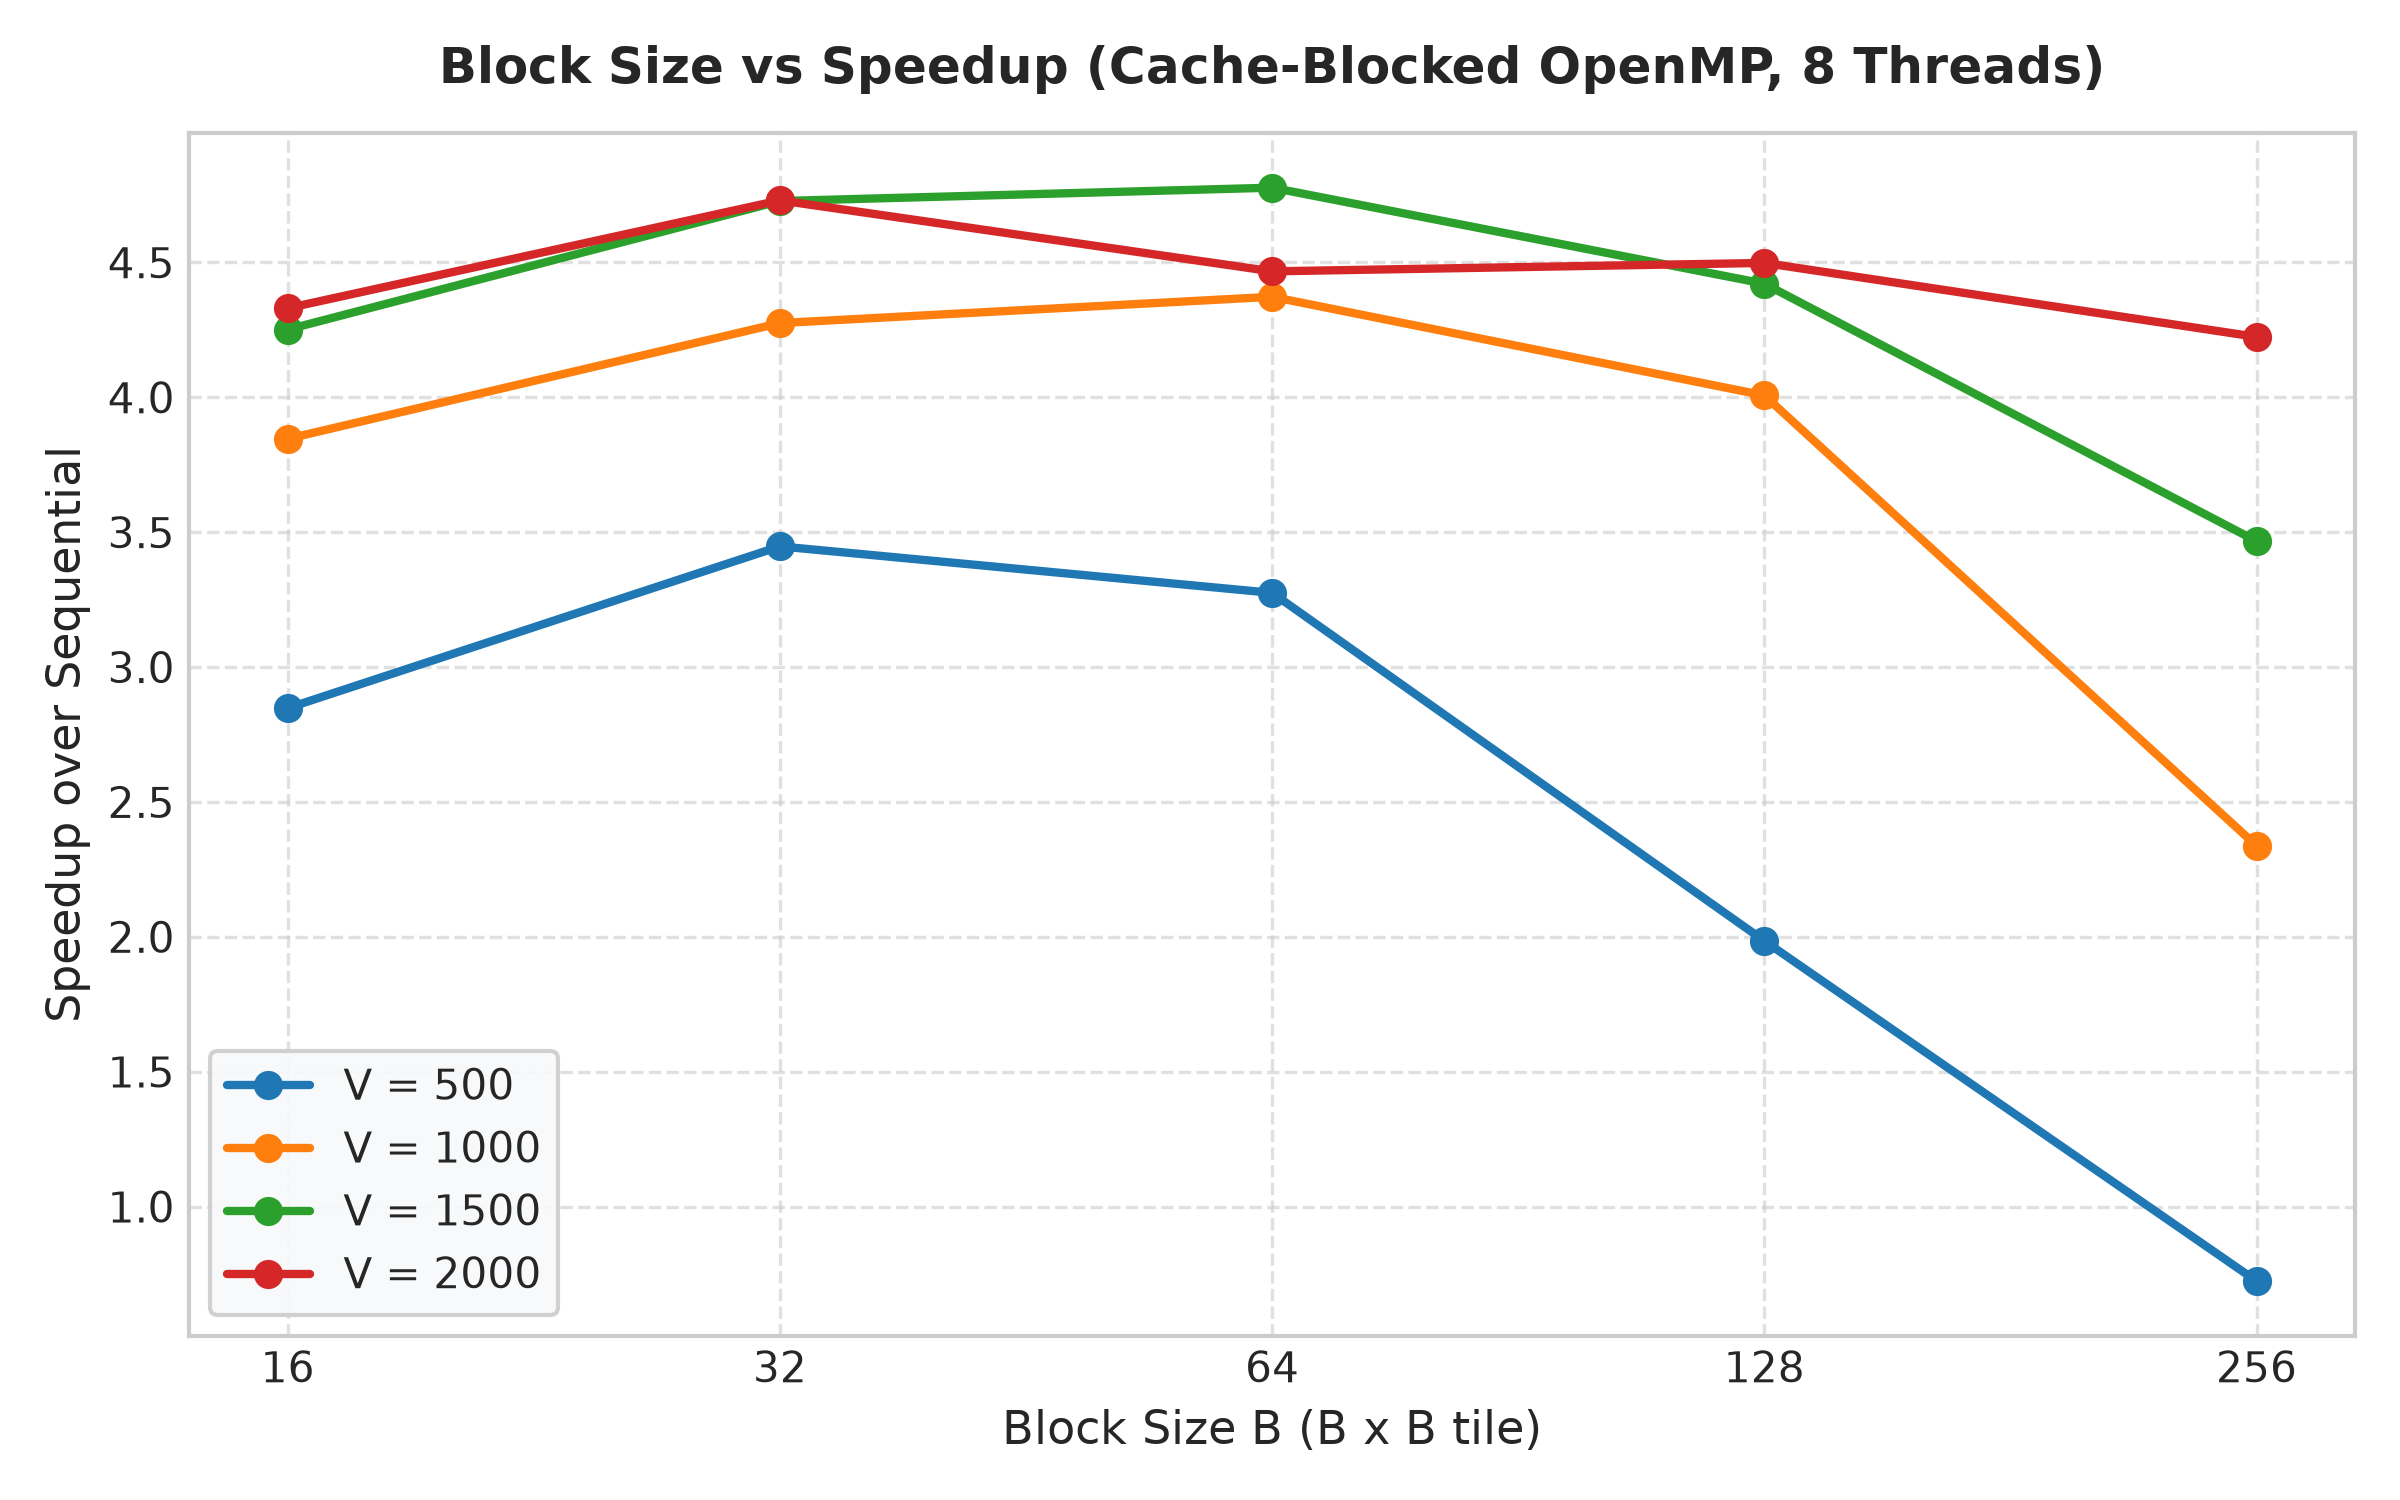 Block Size vs Speedup (Cache-Blocked OpenMP, 8 Threads)
Speedup over Sequential
4.5
4.0
3.5
3.0
2.5
2.0
1.5
1.0
V = 500
V = 1000
V = 1500
V = 2000
16 32 64 128 256
Block Size B (B x B tile)